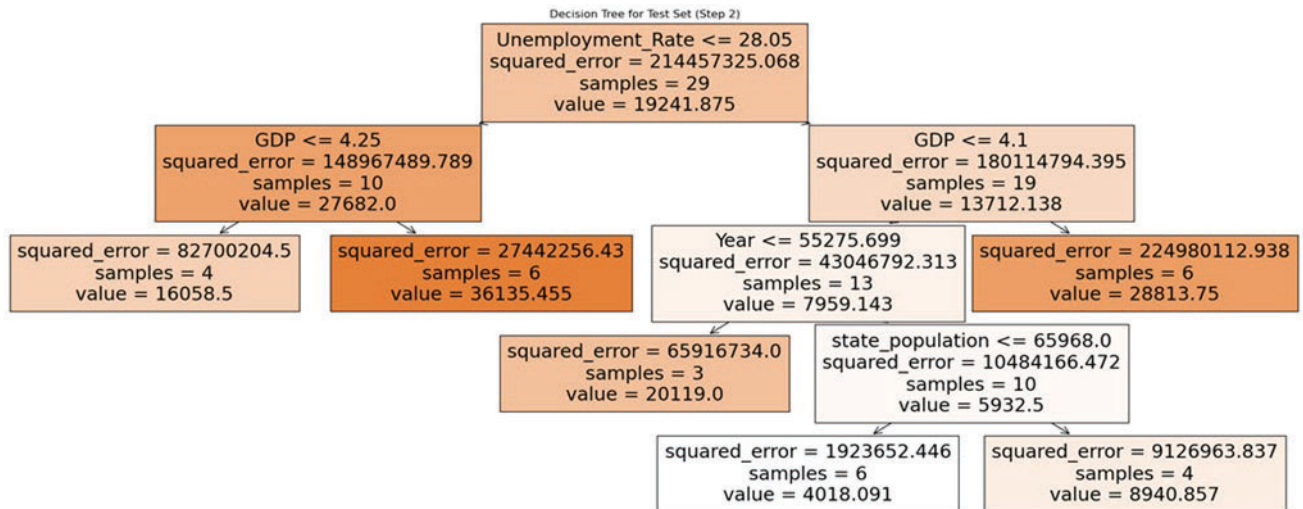 Decision Tree for Test Set (Step 2)
Unemployment_Rate <= 28.05
squared_error = 214457325.068
samples = 29
value = 19241.875
GDP <= 4.25
squared_error = 148967489.789
samples = 10
value = 27682.0
GDP <= 4.1
squared_error = 180114794.395
samples = 19
value = 13712.138
squared_error = 82700204.5
samples = 4
value = 16058.5
squared_error = 27442256.43
samples = 6
value = 36135.455
Year <= 55275.699
squared_error = 43046792.313
samples = 13
value = 7959.143
squared_error = 224980112.938
samples = 6
value = 28813.75
squared_error = 65916734.0
samples = 3
value = 20119.0
state_population <= 65968.0
squared_error = 10484166.472
samples = 10
value = 5932.5
squared_error = 1923652.446
samples = 6
value = 4018.091
squared_error = 9126963.837
samples = 4
value = 8940.857